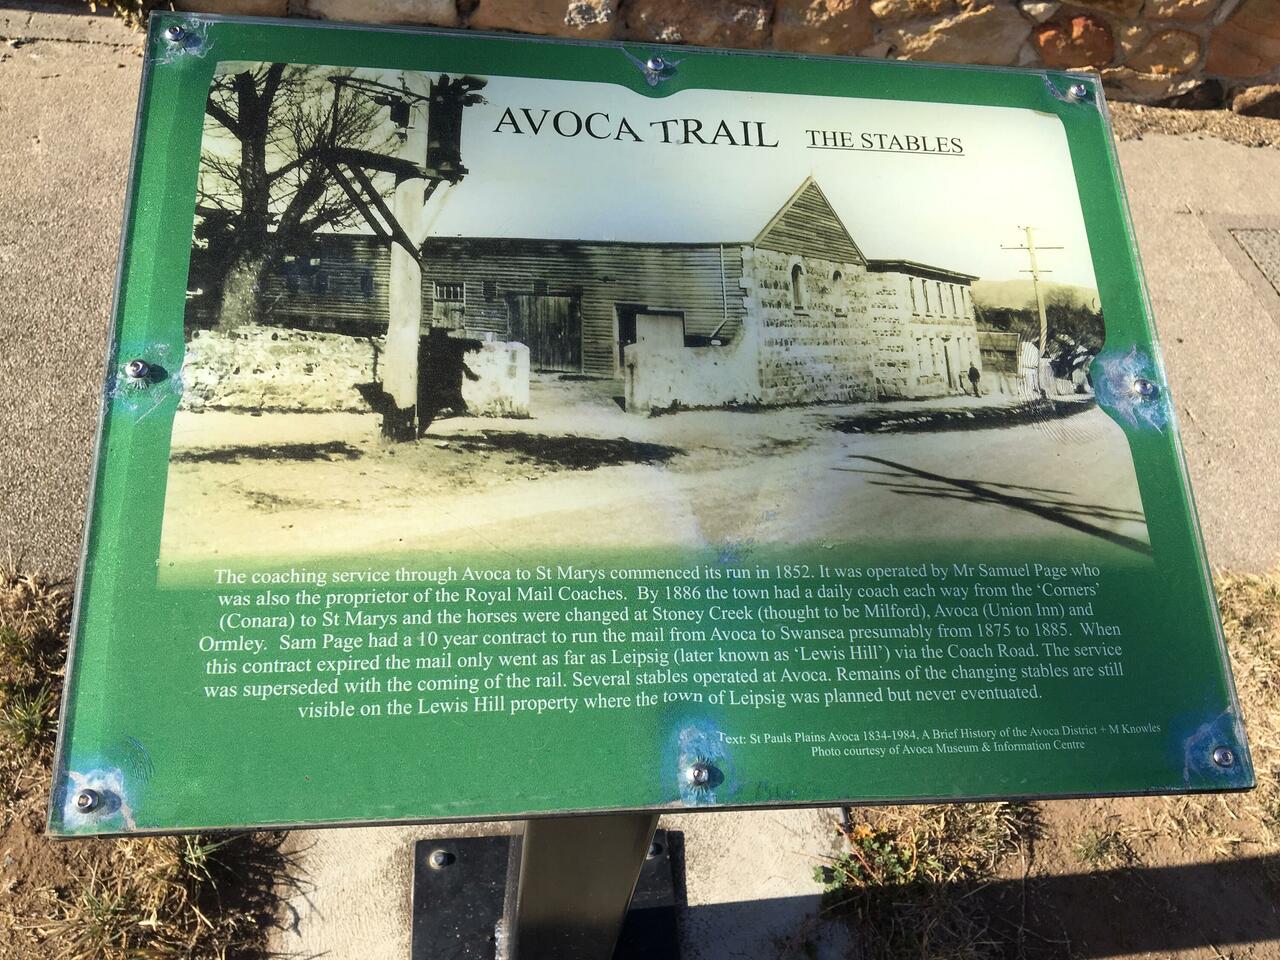 AVOCA TRAIL THE STABLES
The coaching service through Avoca to St Marys commenced its run in 1852. It was operated by Mr Samuel Page who
was also the proprietor of the Royal Mail Coaches. By 1886 the town had a daily coach each way from the ‘Corners’
(Conara) to St Marys and the horses were changed at Stoney Creek (thought to be Milford), Avoca (Union Inn) and
Ormley. Sam Page had a 10 year contract to run the mail from Avoca to Swansea presumably from 1875 to 1885. When
this contract expired the mail only went as far as Leipsig (later known as ‘Lewis Hill’) via the Coach Road. The service
was superseded with the coming of the rail. Several stables operated at Avoca. Remains of the changing stables are still
visible on the Lewis Hill property where the town of Leipsig was planned but never eventuated.
Text: St Pauls Plains Avoca 1834-1984, A Brief History of the Avoca District + M Knowles
Photo courtesy of Avoca Museum & Information Centre